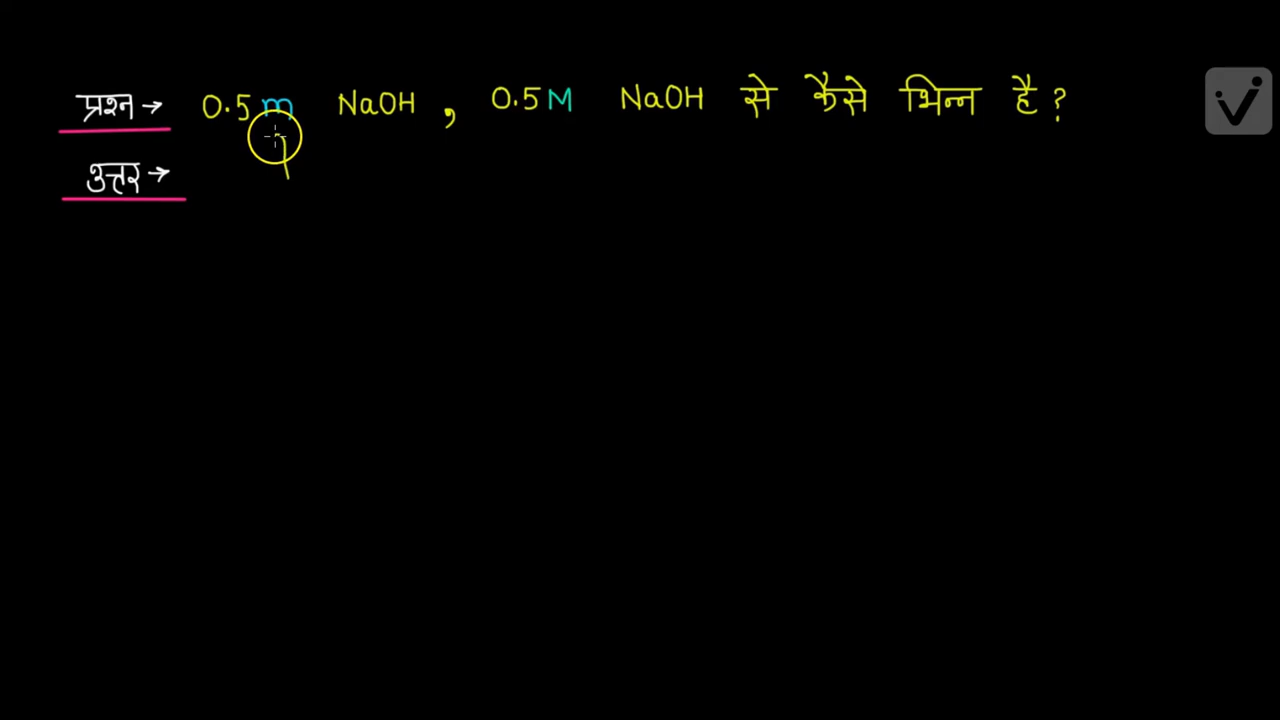 प्रश्न → 0.5 m NaOH , 0.5 M NaOH से कैसे भिन्न है ?
उत्तर →